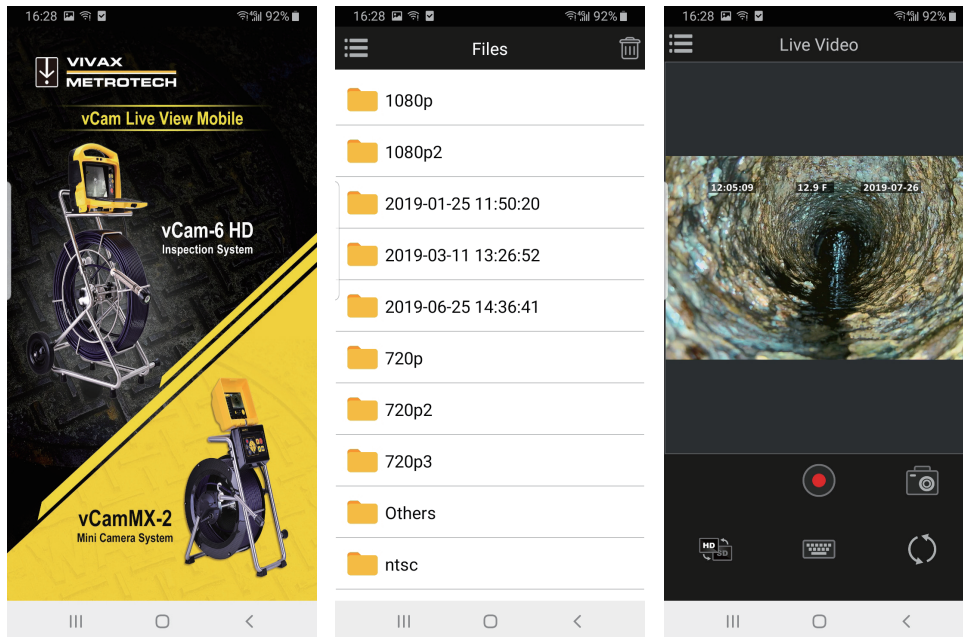 16:28
92%
VIVAX
METROTECH
vCam Live View Mobile
vCam-6 HD
Inspection System
vCamMX-2
Mini Camera System
16:28
92%
Files
1080p
1080p2
2019-01-25 11:50:20
2019-03-11 13:26:52
2019-06-25 14:36:41
720p
720p2
720p3
Others
ntsc
16:28
92%
Live Video
12:05:09 12.9 F 2019-07-26
HD
SD